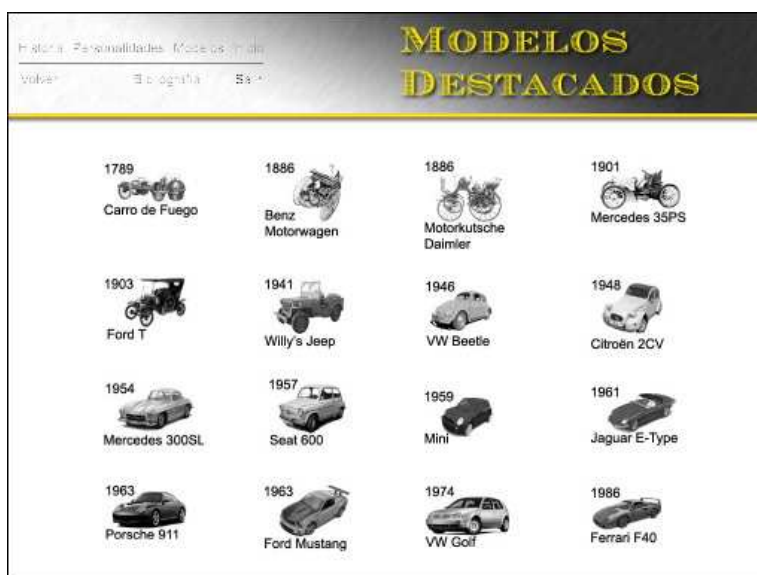 Historia Personalidades Modelos Inicio
Volver Bibliografía Salir
MODELOS
DESTACADOS
1789
Carro de Fuego
1886
Benz
Motorwagen
1886
Motorkutsche
Daimler
1901
Mercedes 35PS
1903
Ford T
1941
Willy's Jeep
1946
VW Beetle
1948
Citroën 2CV
1954
Mercedes 300SL
1957
Seat 600
1959
Mini
1961
Jaguar E-Type
1963
Porsche 911
1963
Ford Mustang
1974
VW Golf
1986
Ferrari F40